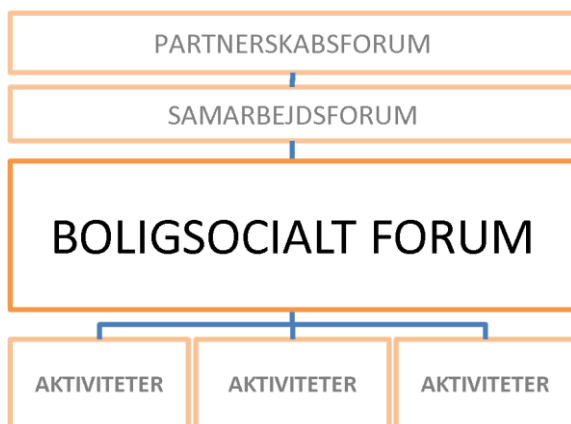 PARTNERSKABSFORUM
SAMARBEJDSFORUM
BOLIGSOCIALT FORUM
AKTIVITETER AKTIVITETER AKTIVITETER